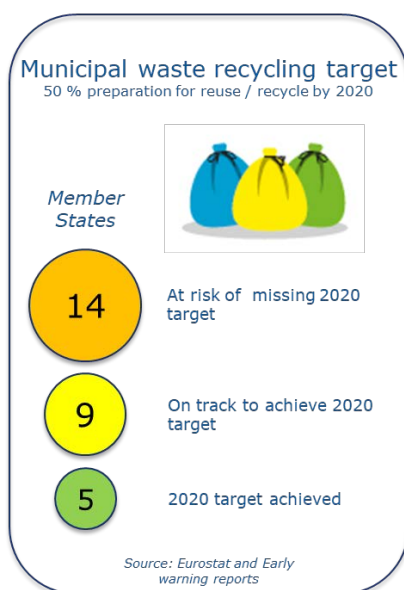 Municipal waste recycling target
50 % preparation for reuse / recycle by 2020
Member
States
14
At risk of missing 2020
target
9
On track to achieve 2020
target
5
2020 target achieved
Source: Eurostat and Early
warning reports